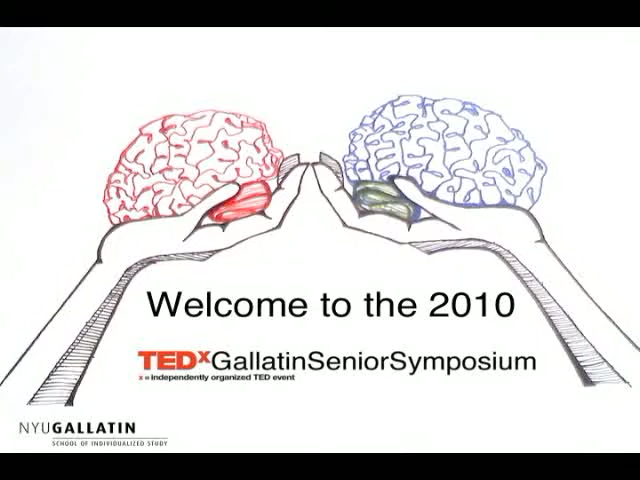 Welcome to the 2010
TEDxGallatinSeniorSymposium
x = independently organized TED event
NYUGALLATIN
SCHOOL OF INDIVIDUALIZED STUDY